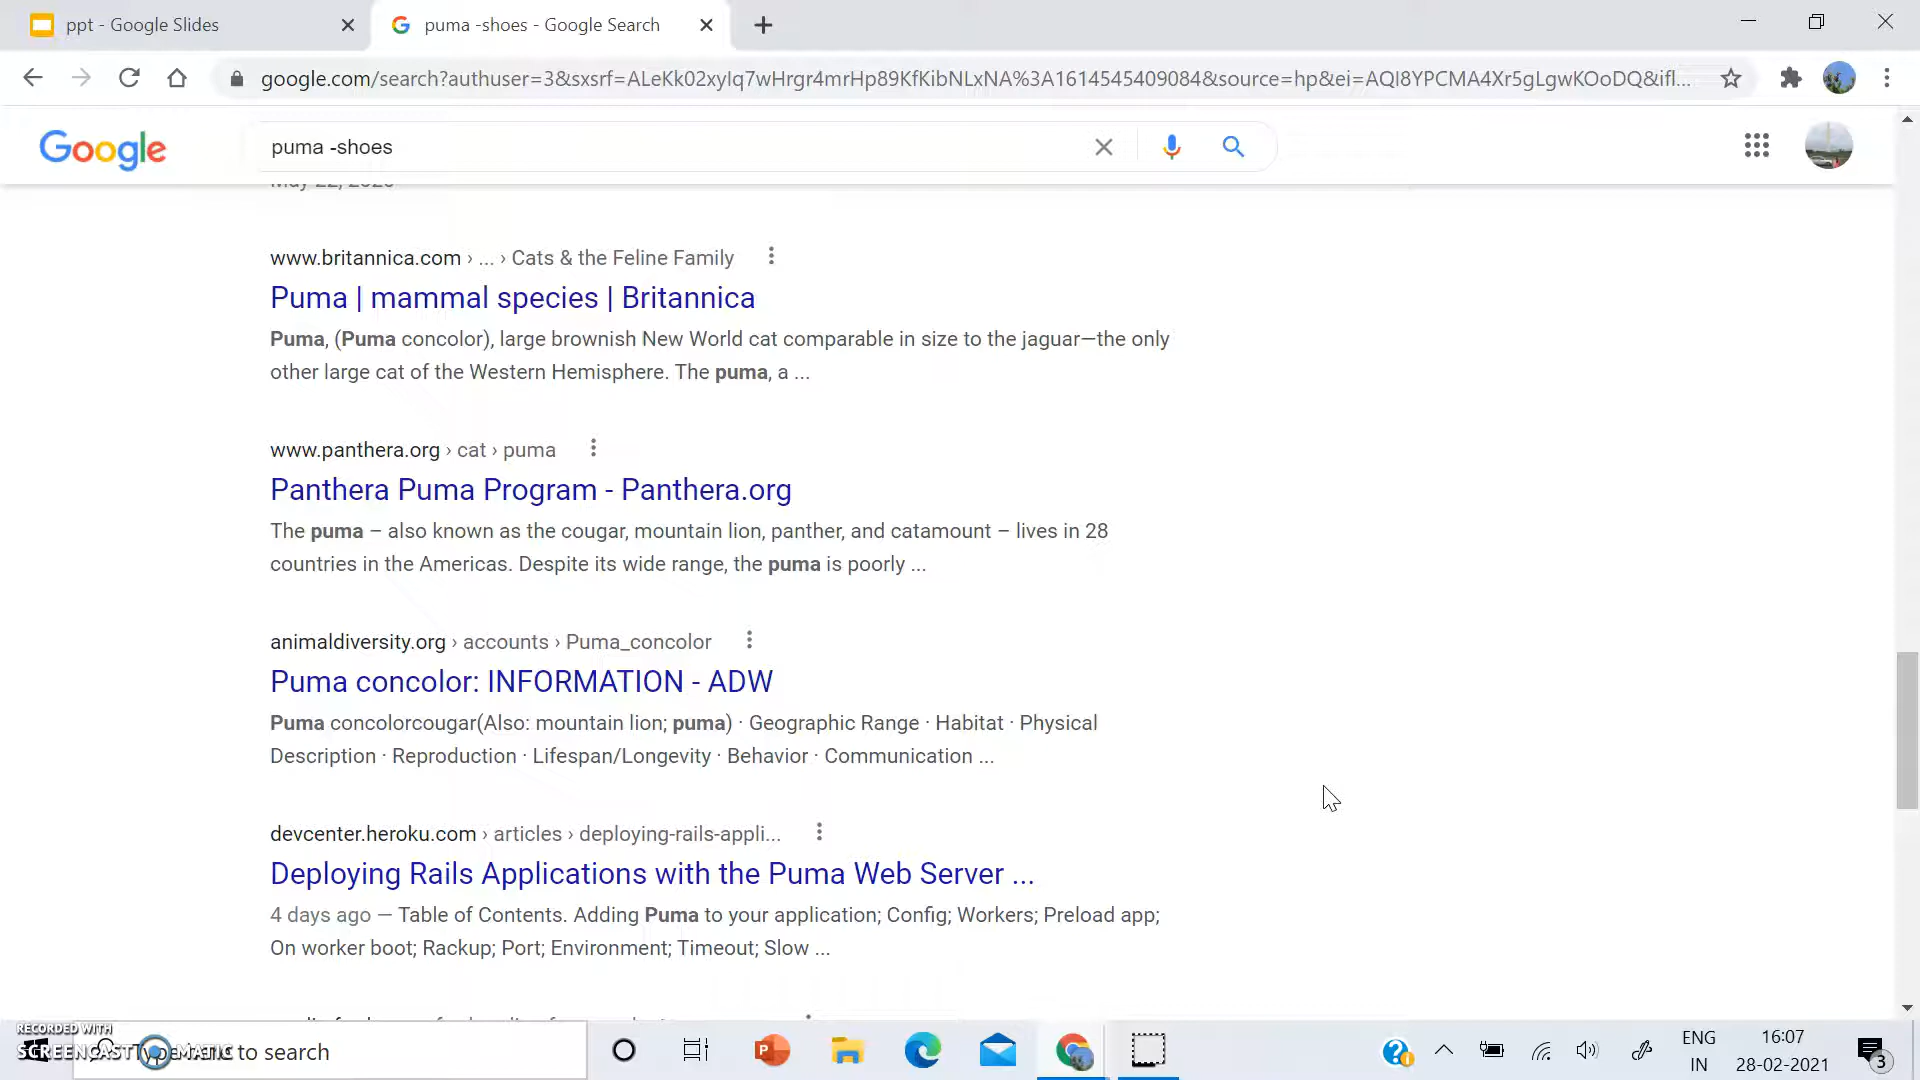 ppt - Google Slides
puma -shoes - Google Search
google.com/search?authuser=3&sxsrf=ALeKk02xyIq7wHrgr4mrHp89KfKibNLxNA%3A1614545409084&source=hp&ei=AQI8YPCMA4Xr5gLgwKOoDQ&ifl...
Google
puma -shoes
May 22, 2020
www.britannica.com › ... › Cats & the Feline Family
Puma | mammal species | Britannica
Puma, (Puma concolor), large brownish New World cat comparable in size to the jaguar—the only
other large cat of the Western Hemisphere. The puma, a ...
www.panthera.org › cat › puma
Panthera Puma Program - Panthera.org
The puma – also known as the cougar, mountain lion, panther, and catamount – lives in 28
countries in the Americas. Despite its wide range, the puma is poorly ...
animaldiversity.org › accounts › Puma_concolor
Puma concolor: INFORMATION - ADW
Puma concolorcougar(Also: mountain lion; puma) · Geographic Range · Habitat · Physical
Description · Reproduction · Lifespan/Longevity · Behavior · Communication ...
devcenter.heroku.com › articles › deploying-rails-appli...
Deploying Rails Applications with the Puma Web Server ...
4 days ago — Table of Contents. Adding Puma to your application; Config; Workers; Preload app;
On worker boot; Rackup; Port; Environment; Timeout; Slow ...
RECORDED WITH
SCREENCAST MATIC
to search
ENG
IN
16:07
28-02-2021
3